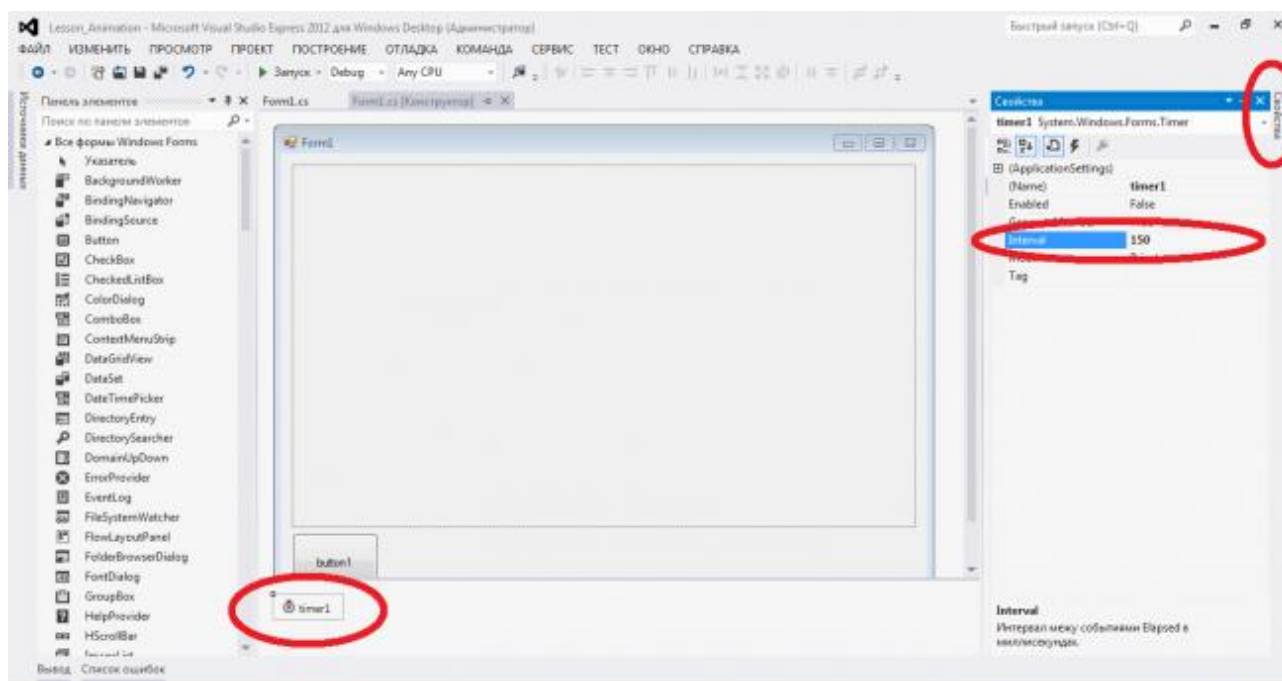 Lesson_Animation - Microsoft Visual Studio Express 2012 для Windows Desktop (Администратор)
Быстрый запуск (Ctrl+Q)
ФАЙЛ ИЗМЕНИТЬ ПРОСМОТР ПРОЕКТ ПОСТРОЕНИЕ ОТЛАДКА КОМАНДА СЕРВИС ТЕСТ ОКНО СПРАВКА
Запуск Debug Any CPU
Источники данных
Панель элементов
Поиск по панели элементов
Все формы Windows Forms
Указатель
BackgroundWorker
BindingNavigator
BindingSource
Button
CheckBox
CheckedListBox
ColorDialog
ComboBox
ContextMenuStrip
DataGridView
DataSet
DateTimePicker
DirectoryEntry
DirectorySearcher
DomainUpDown
ErrorProvider
EventLog
FileSystemWatcher
FlowLayoutPanel
FolderBrowserDialog
FontDialog
GroupBox
HelpProvider
HScrollBar
ImageList
Form1.cs Form1.cs [Конструктор]
Form1
button1
timer1
Свойства
timer1 System.Windows.Forms.Timer
(ApplicationSettings)
(Name) timer1
Enabled False
Interval 150
Tag
Interval
Интервал межу событиями Elapsed в
миллисекундах.
Свойства
Вывод Список ошибок